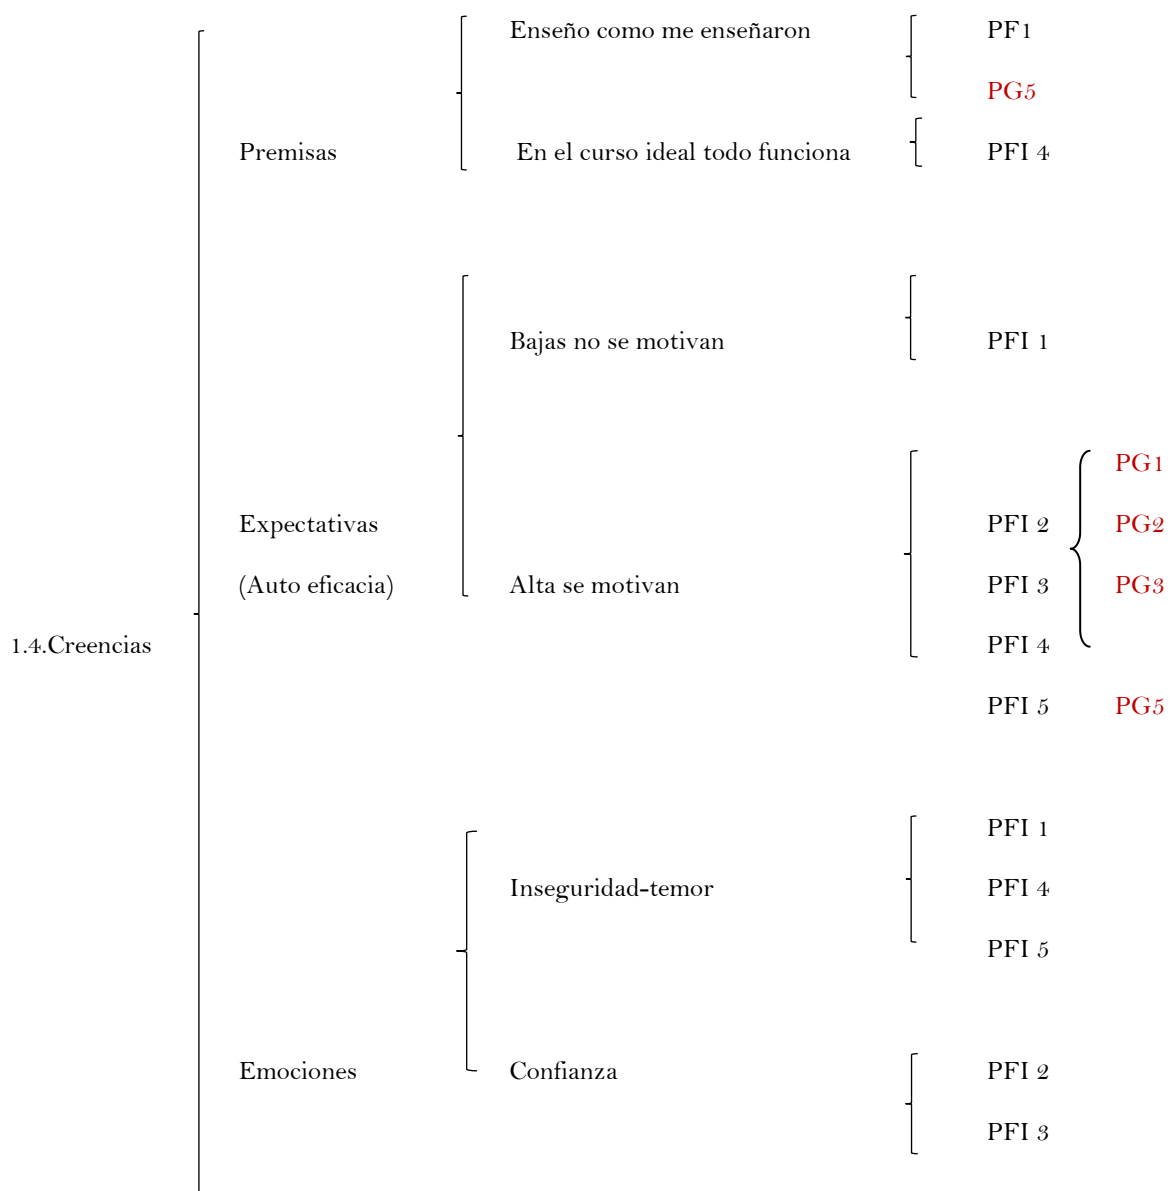 Enseño como me enseñaron PF1
PG5
Premisas En el curso ideal todo funciona PFI 4
Bajas no se motivan PFI 1
PG1
Expectativas PFI 2 PG2
(Auto eficacia) Alta se motivan PFI 3 PG3
1.4.Creencias PFI 4
PFI 5 PG5
PFI 1
Inseguridad-temor PFI 4
PFI 5
Emociones Confianza PFI 2
PFI 3